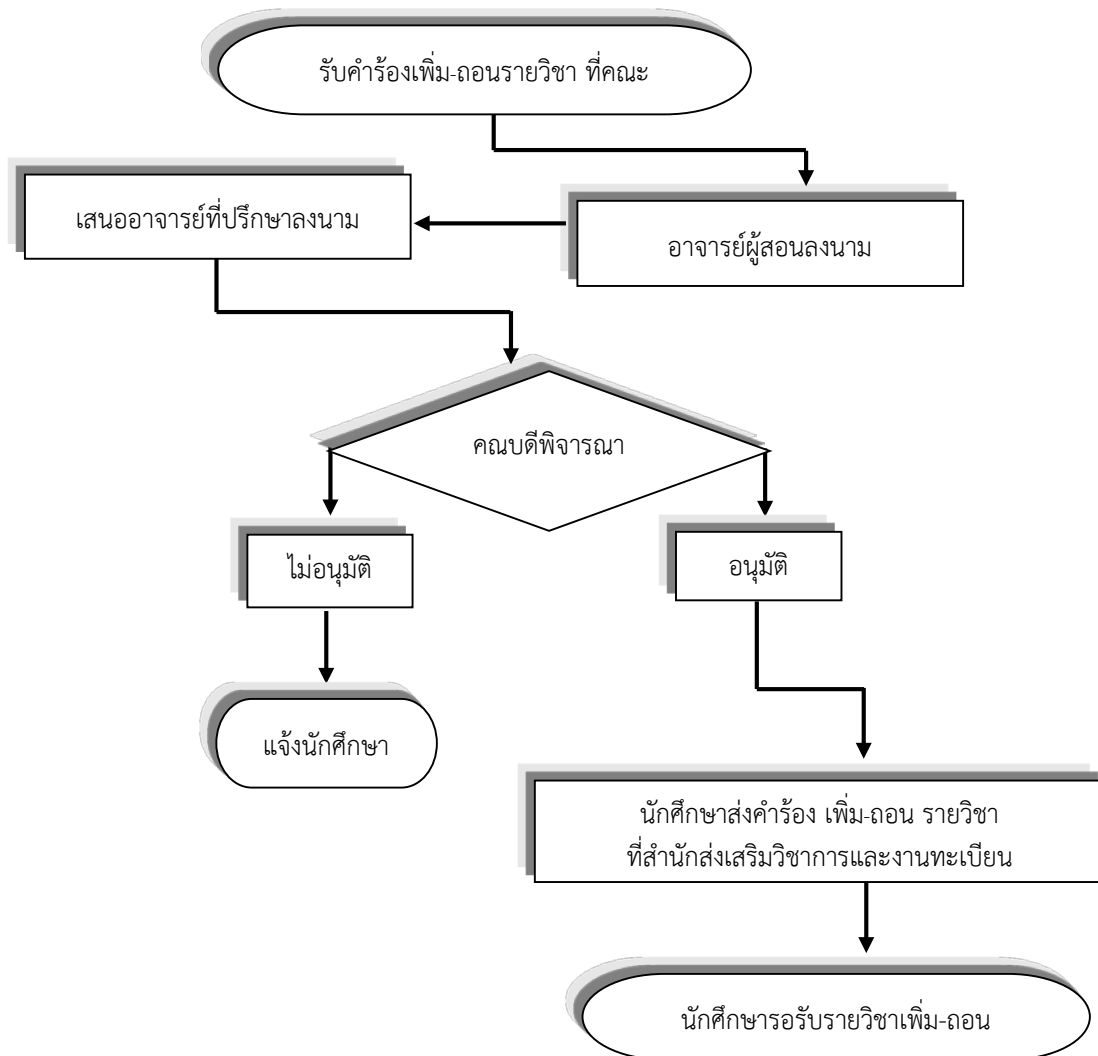 รับคำร้องเพิ่ม-ถอนรายวิชา ที่คณะ
อาจารย์ผู้สอนลงนาม
เสนออาจารย์ที่ปรึกษาลงนาม
คณบดีพิจารณา
ไม่อนุมัติ
อนุมัติ
แจ้งนักศึกษา
นักศึกษาส่งคำร้อง เพิ่ม-ถอน รายวิชา
ที่สำนักส่งเสริมวิชาการและงานทะเบียน
นักศึกษารอรับรายวิชาเพิ่ม-ถอน